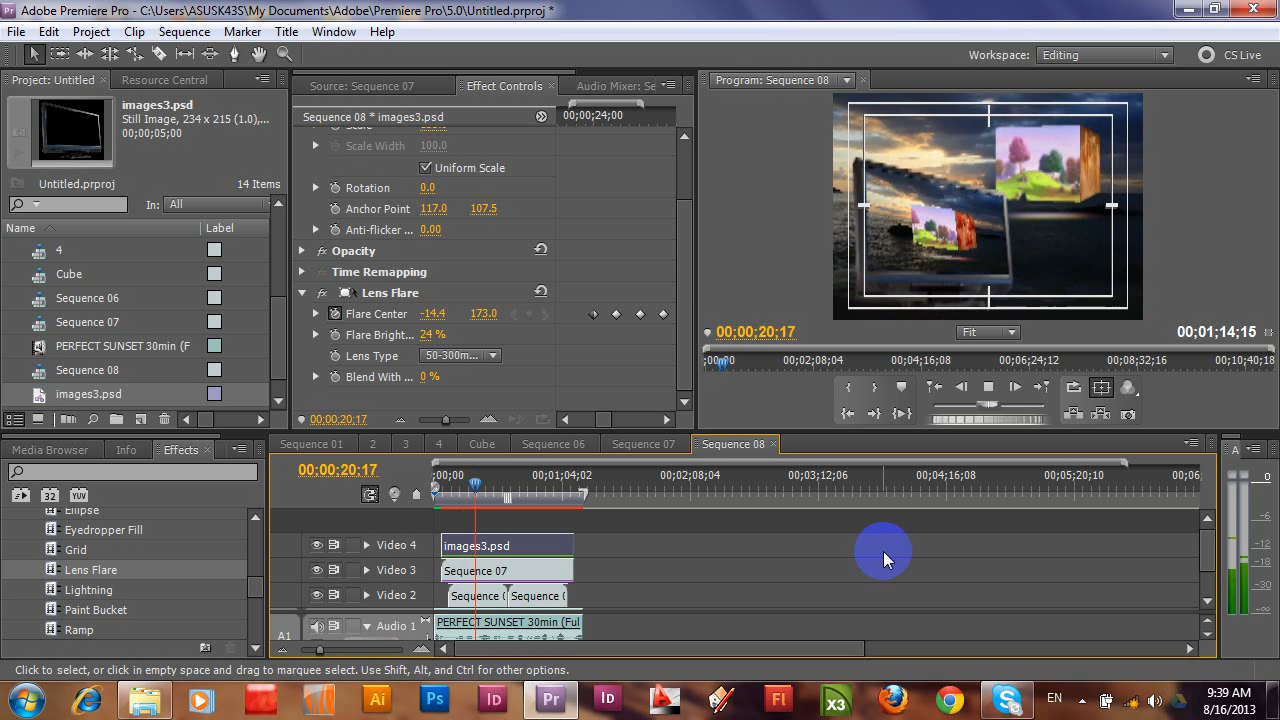 Adobe Premiere Pro - C:\Users\ASUSK43S\My Documents\Adobe\Premiere Pro\5.0\Untitled.prproj *
File Edit Project Clip Sequence Marker Title Window Help
Workspace: Editing CS Live
Project: Untitled Resource Central
images3.psd
Still Image, 234 x 215 (1.0),...
00;00;05;00
Untitled.prproj 14 Items
In: All
Name Label
4
Cube
Sequence 06
Sequence 07
PERFECT SUNSET 30min (F
Sequence 08
images3.psd
Source: Sequence 07 Effect Controls Audio Mixer: Se
Sequence 08 * images3.psd 00;00;24;00
Scale
Scale Width 100.0
Uniform Scale
Rotation 0.0
Anchor Point 117.0 107.5
Anti-flicker ... 0.00
Opacity
Time Remapping
Lens Flare
Flare Center -14.4 173.0
Flare Bright... 24 %
Lens Type 50-300m...
Blend With ... 0 %
00:00:20:17
Program: Sequence 08
00:00:20:17 Fit 00:01:14:15
;00;00 00;02;08;04 00;04;16;08 00;06;24;12 00;08;32;16 00;10;40;18
Media Browser Info Effects
32 YUV
Ellipse
Eyedropper Fill
Grid
Lens Flare
Lightning
Paint Bucket
Ramp
Sequence 01 2 3 4 Cube Sequence 06 Sequence 07 Sequence 08
00:00:20:17
;00;00 00;01;04;02 00;02;08;04 00;03;12;06 00;04;16;08 00;05;20;10 00;06;
Video 4 images3.psd
Video 3 Sequence 07
Video 2 Sequence 0 Sequence 0
A1 Audio 1 PERFECT SUNSET 30min (Ful
A
0
-6
-12
-18
-30
Click to select, or click in empty space and drag to marquee select. Use Shift, Alt, and Ctrl for other options.
Ai Ps Id Pr Id Fl X3
EN
9:39 AM
8/16/2013